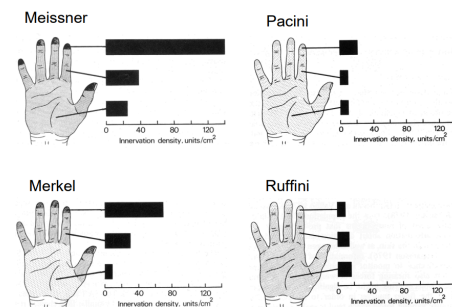 Meissner
0 40 80 120
Innervation density, units/cm²
Pacini
0 40 80 120
Innervation density, units/cm²
Merkel
0 40 80 120
Innervation density, units/cm²
Ruffini
0 40 80 120
Innervation density, units/cm²